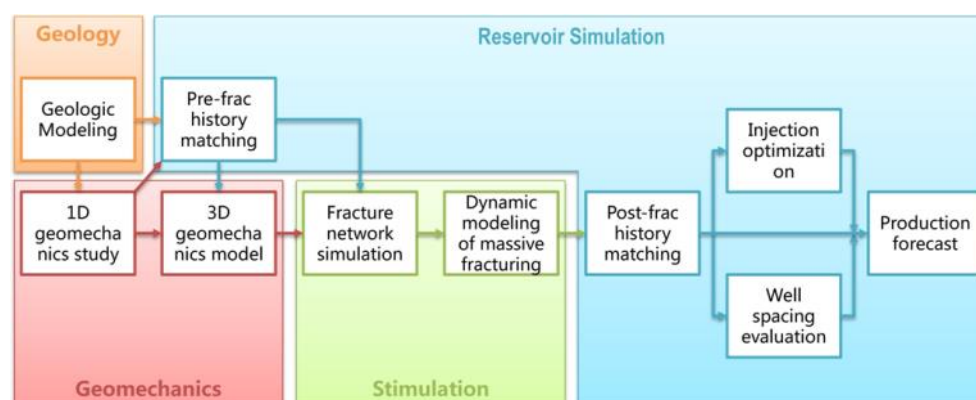 Geology
Reservoir Simulation
Geologic
Modeling
Pre-frac
history
matching
Injection
optimizati
on
1D
geomecha
nics study
3D
geomecha
nics model
Fracture
network
simulation
Dynamic
modeling
of massive
fracturing
Post-frac
history
matching
Production
forecast
Well
spacing
evaluation
Geomechanics
Stimulation